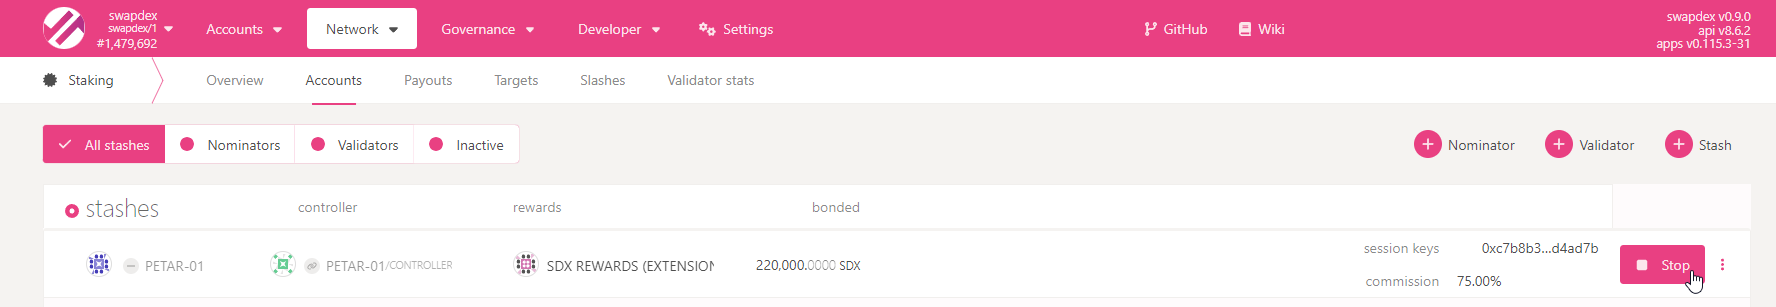 swapdex
swapdex/1
#1,479,692
Accounts
Network
Governance
Developer
Settings
GitHub
Wiki
swapdex v0.9.0
api v8.6.2
apps v0.115.3-31
Staking
Overview
Accounts
Payouts
Targets
Slashes
Validator stats
All stashes
Nominators
Validators
Inactive
Nominator
Validator
Stash
stashes
controller
rewards
bonded
PETAR-01
PETAR-01/CONTROLLER
SDX REWARDS (EXTENSION
220,000.0000 SDX
session keys
0xc7b8b3...d4ad7b
commission
75.00%
Stop